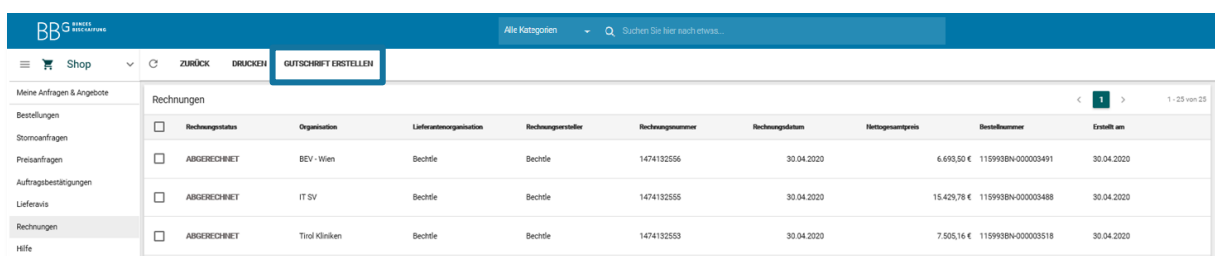 BBG BUNDES BESCHAFFUNG
Alle Kategorien Suchen Sie hier nach etwas...
Shop ZURÜCK DRUCKEN GUTSCHRIFT ERSTELLEN
Meine Anfragen & Angebote
Bestellungen
Stornoanfragen
Preisanfragen
Auftragsbestätigungen
Lieferavis
Rechnungen
Hilfe
Rechnungen 1 1 - 25 von 25
Rechnungsstatus Organisation Lieferantenorganisation Rechnungsersteller Rechnungsnummer Rechnungsdatum Nettogesamtpreis Bestellnummer Erstellt am
ABGERECHNET BEV - Wien Bechtle Bechtle 1474132556 30.04.2020 6.693,50 € 115993BN-000003491 30.04.2020
ABGERECHNET IT SV Bechtle Bechtle 1474132555 30.04.2020 15.429,78 € 115993BN-000003488 30.04.2020
ABGERECHNET Tirol Kliniken Bechtle Bechtle 1474132553 30.04.2020 7.505,16 € 115993BN-000003518 30.04.2020